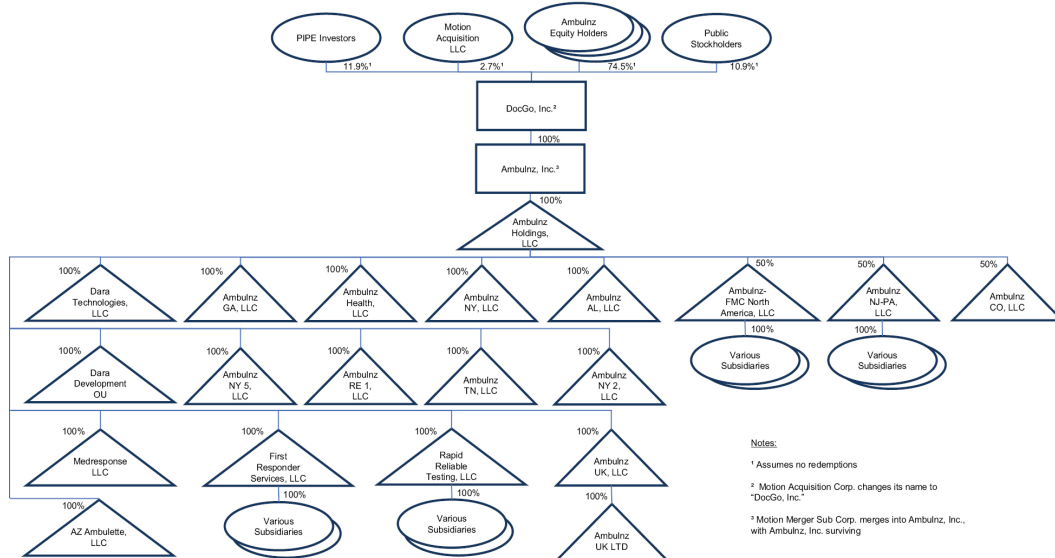 PIPE Investors
Motion
Acquisition
LLC
Ambulnz
Equity Holders
Public
Stockholders
11.9%¹
2.7%¹
74.5%¹
10.9%¹
DocGo, Inc.²
100%
Ambulnz, Inc.³
100%
Ambulnz
Holdings,
LLC
100%
Dara
Technologies,
LLC
100%
Ambulnz
GA, LLC
100%
Ambulnz
Health,
LLC
100%
Ambulnz
NY, LLC
100%
Ambulnz
AL, LLC
50%
Ambulnz-
FMC North
America, LLC
50%
Ambulnz
NJ-PA,
LLC
50%
Ambulnz
CO, LLC
100%
Various
Subsidiaries
100%
Various
Subsidiaries
100%
Dara
Development
OU
100%
Ambulnz
NY 5,
LLC
100%
Ambulnz
RE 1,
LLC
100%
Ambulnz
TN, LLC
100%
Ambulnz
NY 2,
LLC
100%
Medresponse
LLC
100%
First
Responder
Services, LLC
100%
Rapid
Reliable
Testing, LLC
100%
Ambulnz
UK, LLC
100%
AZ Ambulette,
LLC
100%
Various
Subsidiaries
100%
Various
Subsidiaries
100%
Ambulnz
UK LTD
Notes:
¹ Assumes no redemptions
² Motion Acquisition Corp. changes its name to
“DocGo, Inc.”
³ Motion Merger Sub Corp. merges into Ambulnz, Inc.,
with Ambulnz, Inc. surviving